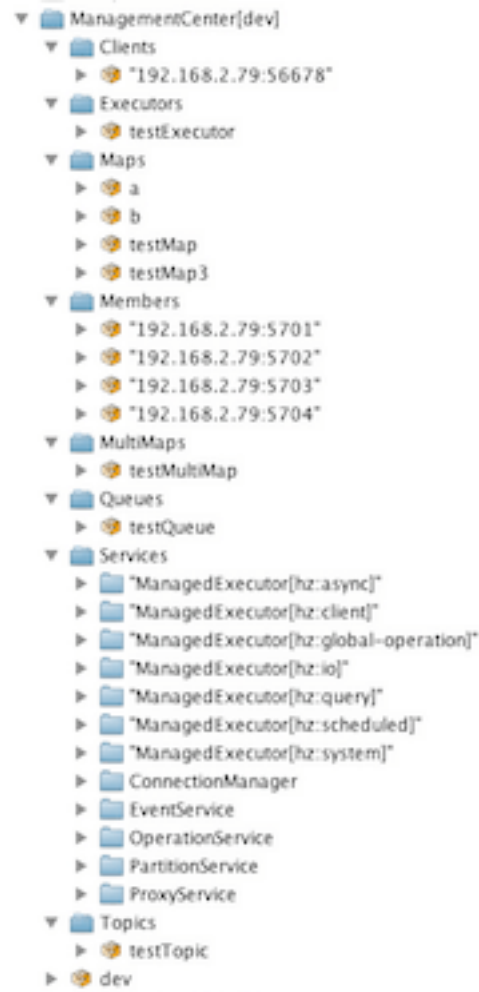 ManagementCenter[dev]
Clients
"192.168.2.79:56678"
Executors
testExecutor
Maps
a
b
testMap
testMap3
Members
"192.168.2.79:5701"
"192.168.2.79:5702"
"192.168.2.79:5703"
"192.168.2.79:5704"
MultiMaps
testMultiMap
Queues
testQueue
Services
"ManagedExecutor[hz:async]"
"ManagedExecutor[hz:client]"
"ManagedExecutor[hz:global-operation]"
"ManagedExecutor[hz:io]"
"ManagedExecutor[hz:query]"
"ManagedExecutor[hz:scheduled]"
"ManagedExecutor[hz:system]"
ConnectionManager
EventService
OperationService
PartitionService
ProxyService
Topics
testTopic
dev